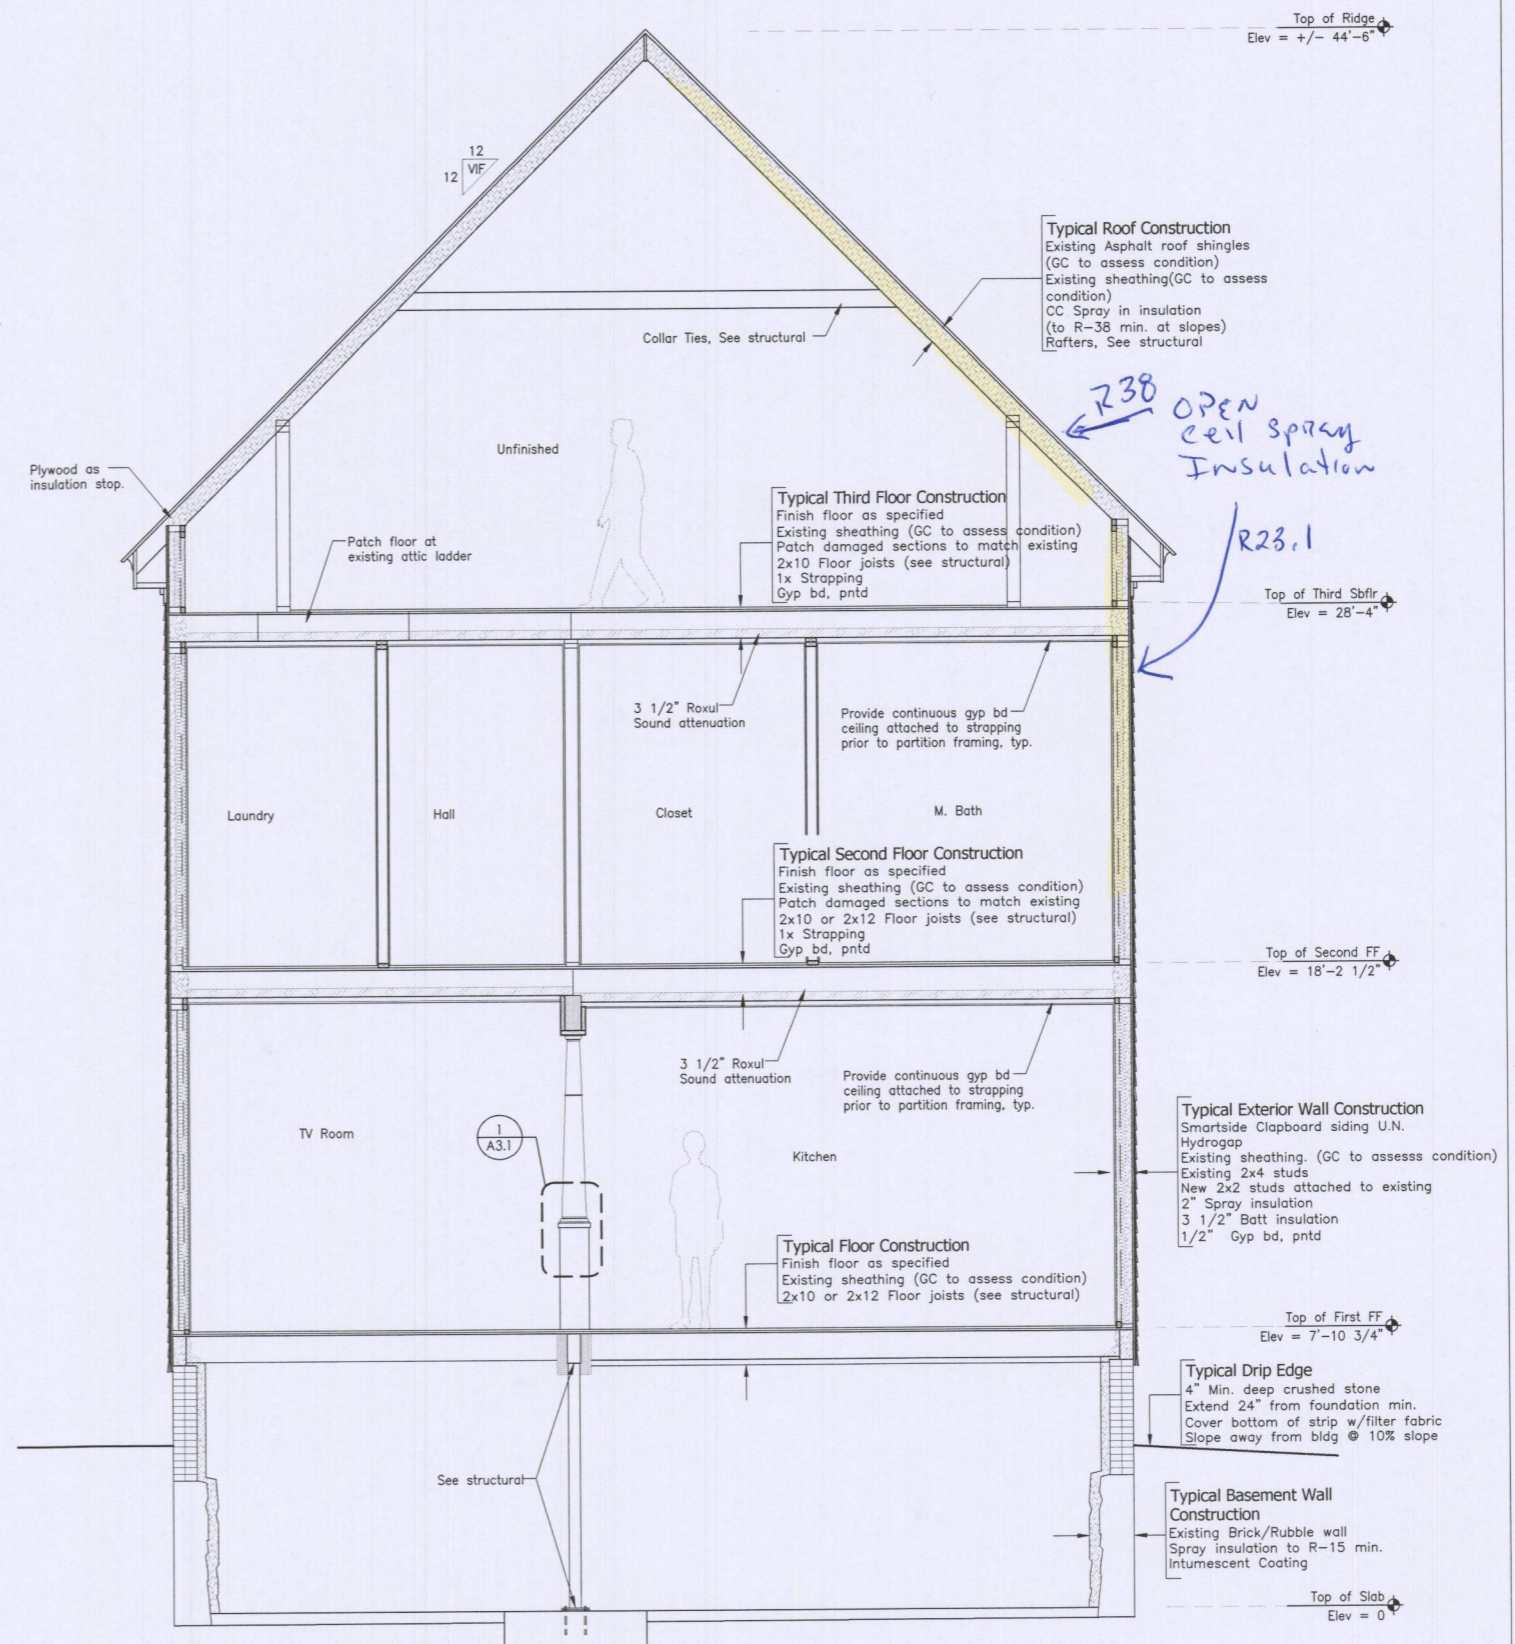 Top of Ridge
Elev = +/- 44'-6"
12
12
VIF
Typical Roof Construction
Existing Asphalt roof shingles
(GC to assess condition)
Existing sheathing(GC to assess
condition)
CC Spray in insulation
(to R-38 min. at slopes)
Rafters, See structural
Collar Ties, See structural
R38
OPEN
Cell Spray
Insulation
Unfinished
Plywood as
insulation stop.
Typical Third Floor Construction
Finish floor as specified
Existing sheathing (GC to assess condition)
Patch damaged sections to match existing
2x10 Floor joists (see structural)
1x Strapping
Gyp bd, pntd
Patch floor at
existing attic ladder
R23.1
Top of Third Sbflr
Elev = 28'-4"
3 1/2" Roxul
Sound attenuation
Provide continuous gyp bd
ceiling attached to strapping
prior to partition framing, typ.
Laundry
Hall
Closet
M. Bath
Typical Second Floor Construction
Finish floor as specified
Existing sheathing (GC to assess condition)
Patch damaged sections to match existing
2x10 or 2x12 Floor joists (see structural)
1x Strapping
Gyp bd, pntd
Top of Second FF
Elev = 18'-2 1/2"
3 1/2" Roxul
Sound attenuation
Provide continuous gyp bd
ceiling attached to strapping
prior to partition framing, typ.
TV Room
1
A3.1
Kitchen
Typical Exterior Wall Construction
Smartside Clapboard siding U.N.
Hydrogap
Existing sheathing. (GC to assesss condition)
Existing 2x4 studs
New 2x2 studs attached to existing
2" Spray insulation
3 1/2" Batt insulation
1/2" Gyp bd, pntd
Typical Floor Construction
Finish floor as specified
Existing sheathing (GC to assess condition)
2x10 or 2x12 Floor joists (see structural)
Top of First FF
Elev = 7'-10 3/4"
Typical Drip Edge
4" Min. deep crushed stone
Extend 24" from foundation min.
Cover bottom of strip w/filter fabric
Slope away from bldg @ 10% slope
See structural
Typical Basement Wall
Construction
Existing Brick/Rubble wall
Spray insulation to R-15 min.
Intumescent Coating
Top of Slab
Elev = 0